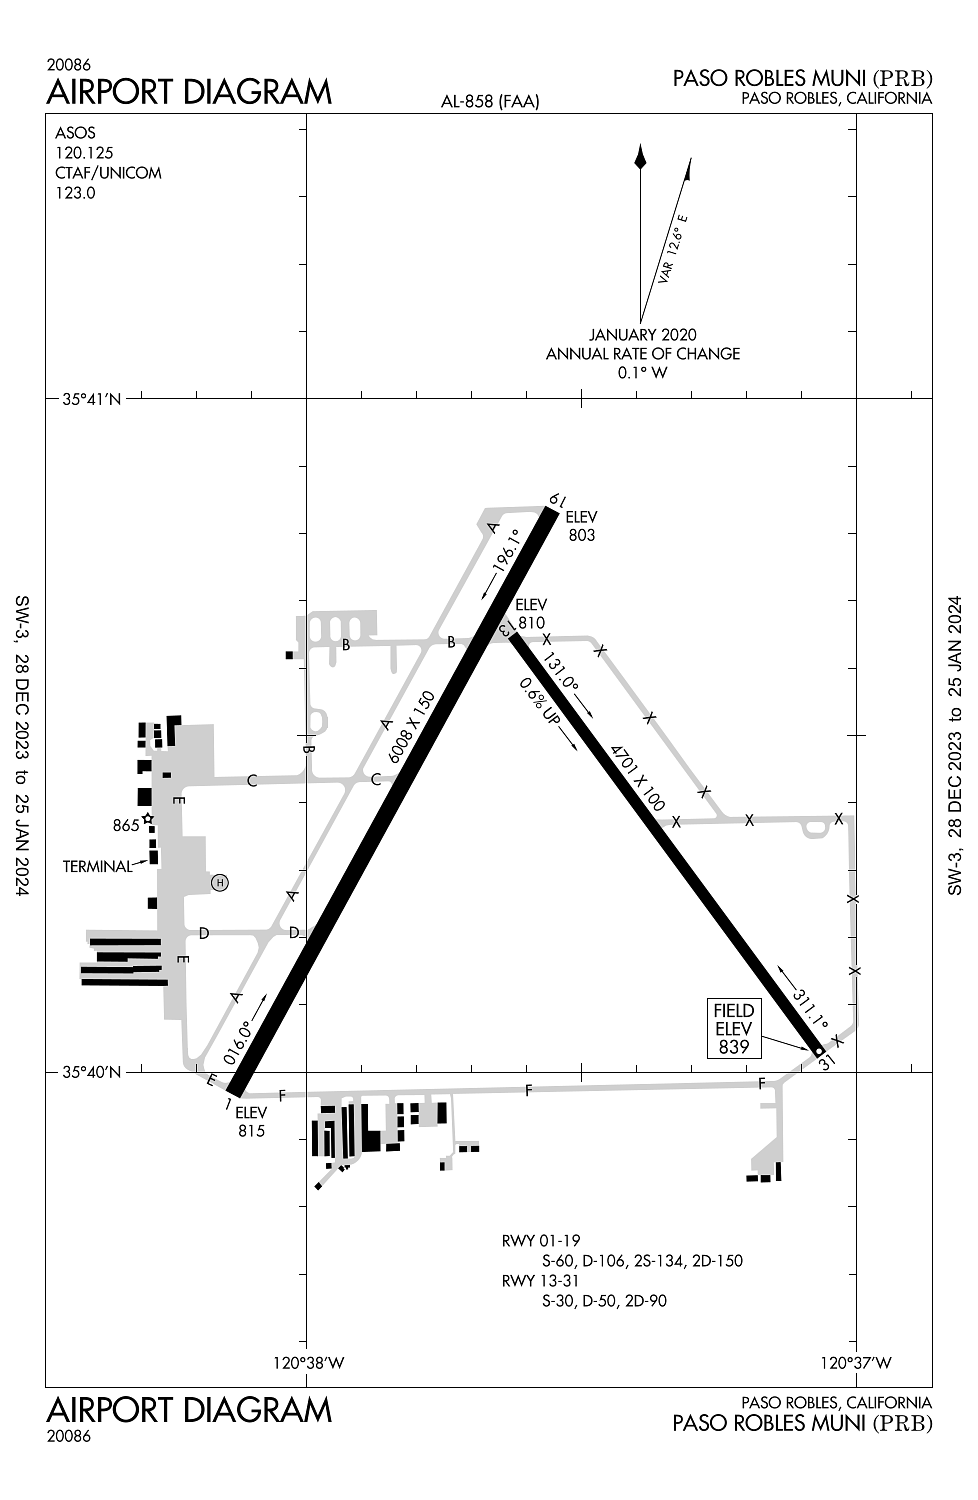 20086
AIRPORT DIAGRAM
AL-858 (FAA)
PASO ROBLES MUNI (PRB)
PASO ROBLES, CALIFORNIA
ASOS
120.125
CTAF/UNICOM
123.0
VAR 12.6° E
JANUARY 2020
ANNUAL RATE OF CHANGE
0.1° W
35°41'N
19
ELEV
803
A
196.1°
ELEV
810
13
B
B
X
X
131.0°
0.6% UP
A
6008 X 150
X
B
C
C
4701 X 100
E
X
865
X
X
X
TERMINAL
H
A
X
D
D
E
X
A
311.1°
FIELD
ELEV
839
016.0°
X
31
35°40'N
E
F
F
F
1
ELEV
815
RWY 01-19
S-60, D-106, 2S-134, 2D-150
RWY 13-31
S-30, D-50, 2D-90
120°38'W
120°37'W
SW-3, 28 DEC 2023 to 25 JAN 2024
SW-3, 28 DEC 2023 to 25 JAN 2024
AIRPORT DIAGRAM
20086
PASO ROBLES, CALIFORNIA
PASO ROBLES MUNI (PRB)